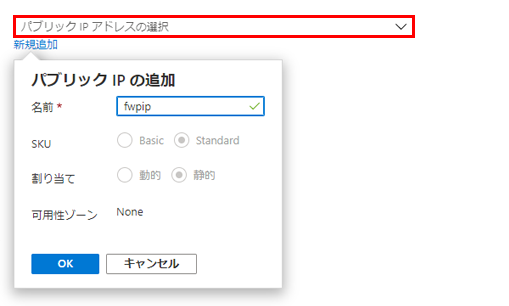 パブリック IP アドレスの選択
新規追加
パブリック IP の追加
名前 * fwpip
SKU Basic Standard
割り当て 動的 静的
可用性ゾーン None
OK キャンセル